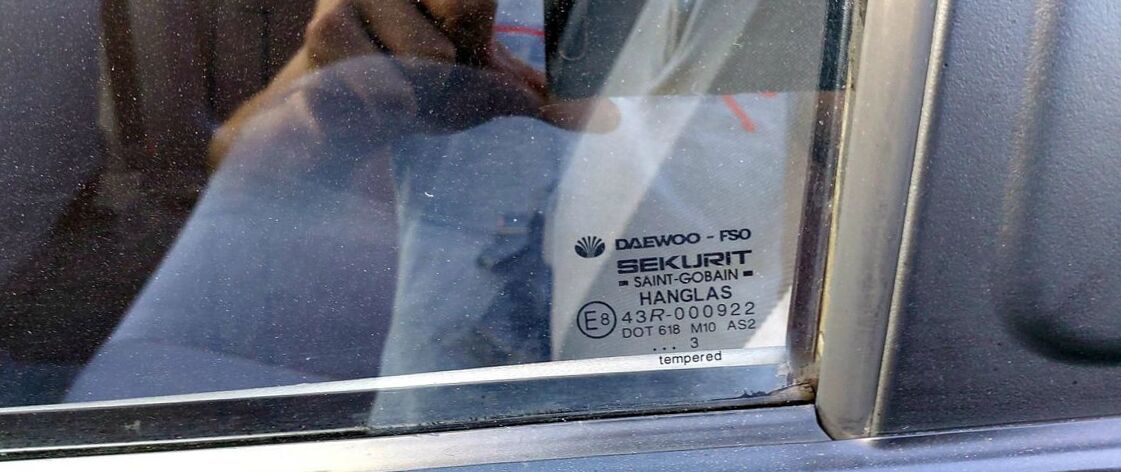 DAEWOO - FSO
SEKURIT
SAINT-GOBAIN
HANGLAS
E8 43R-000922
DOT 618 M10 AS2
... 3
tempered